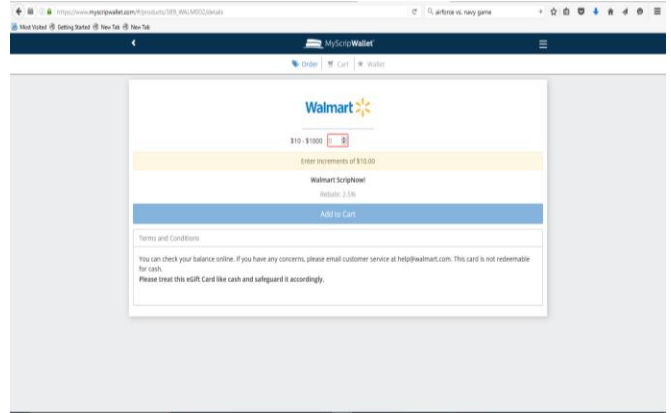 https://www.myscripwallet.com/#/products/589_WALM002/details
airforce vs. navy game
Most Visited Getting Started New Tab New Tab
MyScripWallet
Order Cart Wallet
Walmart
$10 - $1000 0
Enter increments of $10.00
Walmart ScripNow!
Rebate: 2.5%
Add to Cart
Terms and Conditions
You can check your balance online. If you have any concerns, please email customer service at help@walmart.com. This card is not redeemable
for cash.
Please treat this eGift Card like cash and safeguard it accordingly.